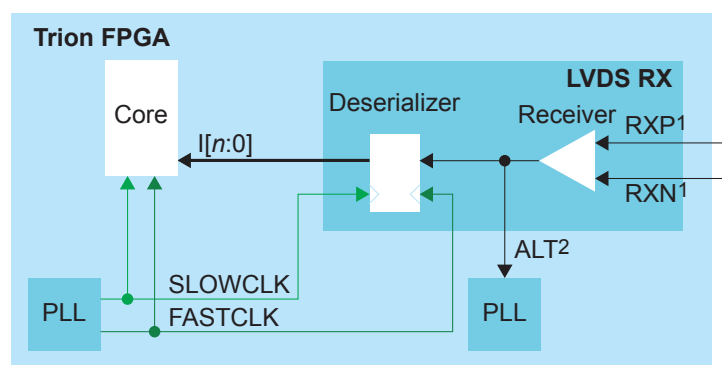 Trion FPGA
LVDS RX
Deserializer
Core
Receiver
RXP1
I[n:0]
RXN1
ALT2
SLOWCLK
PLL
PLL
FASTCLK